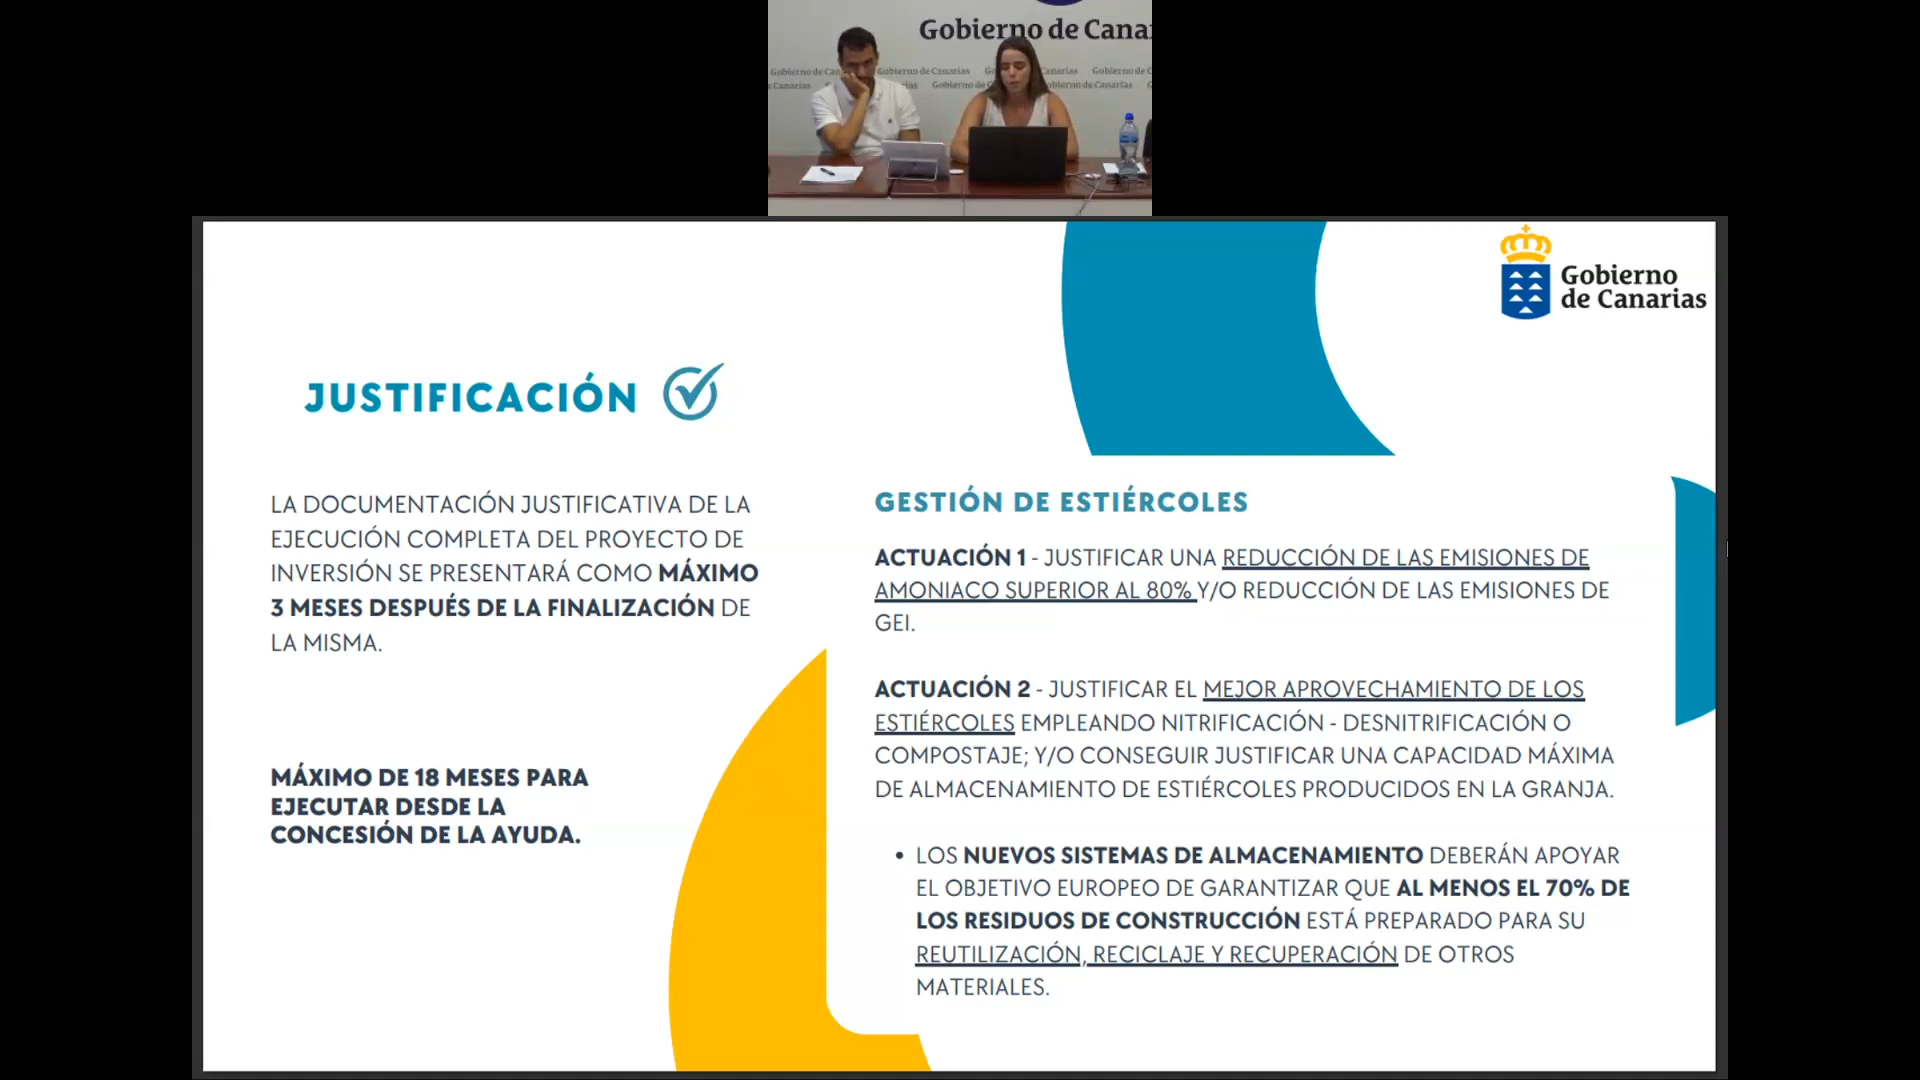 Gobierno de Cana
Gobierno de Canarias
Gobierno de Canarias
JUSTIFICACIÓN
LA DOCUMENTACIÓN JUSTIFICATIVA DE LA
EJECUCIÓN COMPLETA DEL PROYECTO DE
INVERSIÓN SE PRESENTARÁ COMO MÁXIMO
3 MESES DESPUÉS DE LA FINALIZACIÓN DE
LA MISMA.
MÁXIMO DE 18 MESES PARA
EJECUTAR DESDE LA
CONCESIÓN DE LA AYUDA.
Gobierno
de Canarias
GESTIÓN DE ESTIÉRCOLES
ACTUACIÓN 1 - JUSTIFICAR UNA REDUCCIÓN DE LAS EMISIONES DE
AMONIACO SUPERIOR AL 80% Y/O REDUCCIÓN DE LAS EMISIONES DE
GEI.
ACTUACIÓN 2 - JUSTIFICAR EL MEJOR APROVECHAMIENTO DE LOS
ESTIÉRCOLES EMPLEANDO NITRIFICACIÓN - DESNITRIFICACIÓN O
COMPOSTAJE; Y/O CONSEGUIR JUSTIFICAR UNA CAPACIDAD MÁXIMA
DE ALMACENAMIENTO DE ESTIÉRCOLES PRODUCIDOS EN LA GRANJA.
• LOS NUEVOS SISTEMAS DE ALMACENAMIENTO DEBERÁN APOYAR
EL OBJETIVO EUROPEO DE GARANTIZAR QUE AL MENOS EL 70% DE
LOS RESIDUOS DE CONSTRUCCIÓN ESTÁ PREPARADO PARA SU
REUTILIZACIÓN, RECICLAJE Y RECUPERACIÓN DE OTROS
MATERIALES.